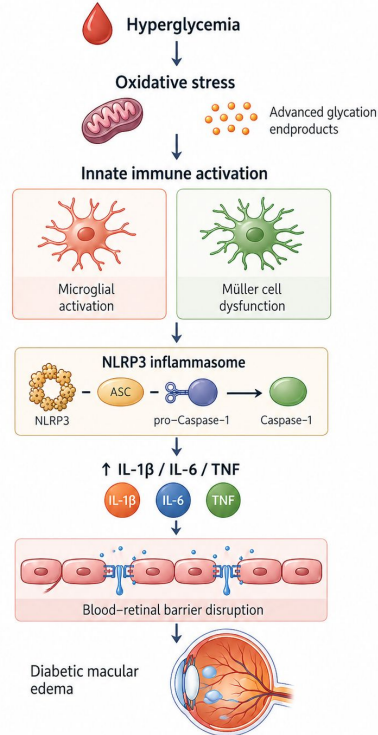 Hyperglycemia
Oxidative stress
Advanced glycation
endproducts
Innate immune activation
Microglial
activation
Müller cell
dysfunction
NLRP3 inflammasome
ASC
NLRP3
pro–Caspase–1
Caspase–1
↑ IL–1β / IL–6 / TNF
IL–1β
IL–6
TNF
Blood–retinal barrier disruption
Diabetic macular
edema